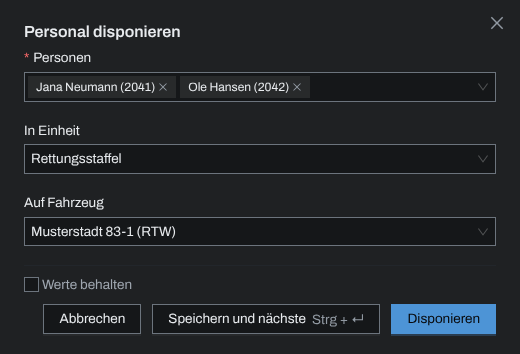 Personal disponieren
* Personen
Jana Neumann (2041) Ole Hansen (2042)
In Einheit
Rettungsstaffel
Auf Fahrzeug
Musterstadt 83-1 (RTW)
Werte behalten
Abbrechen Speichern und nächste Strg + ↵ Disponieren